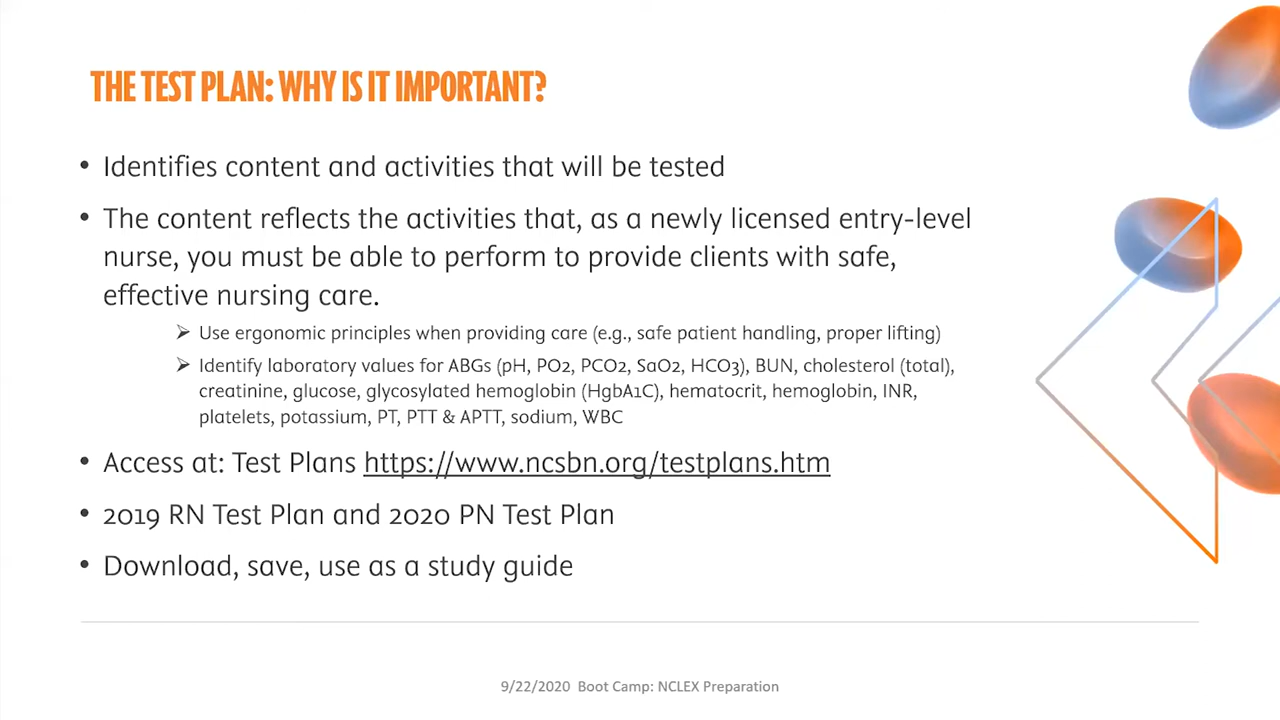 THE TEST PLAN: WHY IS IT IMPORTANT?
• Identifies content and activities that will be tested
• The content reflects the activities that, as a newly licensed entry-level
nurse, you must be able to perform to provide clients with safe,
effective nursing care.
➢ Use ergonomic principles when providing care (e.g., safe patient handling, proper lifting)
➢ Identify laboratory values for ABGs (pH, PO2, PCO2, SaO2, HCO3), BUN, cholesterol (total),
creatinine, glucose, glycosylated hemoglobin (HgbA1C), hematocrit, hemoglobin, INR,
platelets, potassium, PT, PTT & APTT, sodium, WBC
• Access at: Test Plans https://www.ncsbn.org/testplans.htm
• 2019 RN Test Plan and 2020 PN Test Plan
• Download, save, use as a study guide
9/22/2020 Boot Camp: NCLEX Preparation